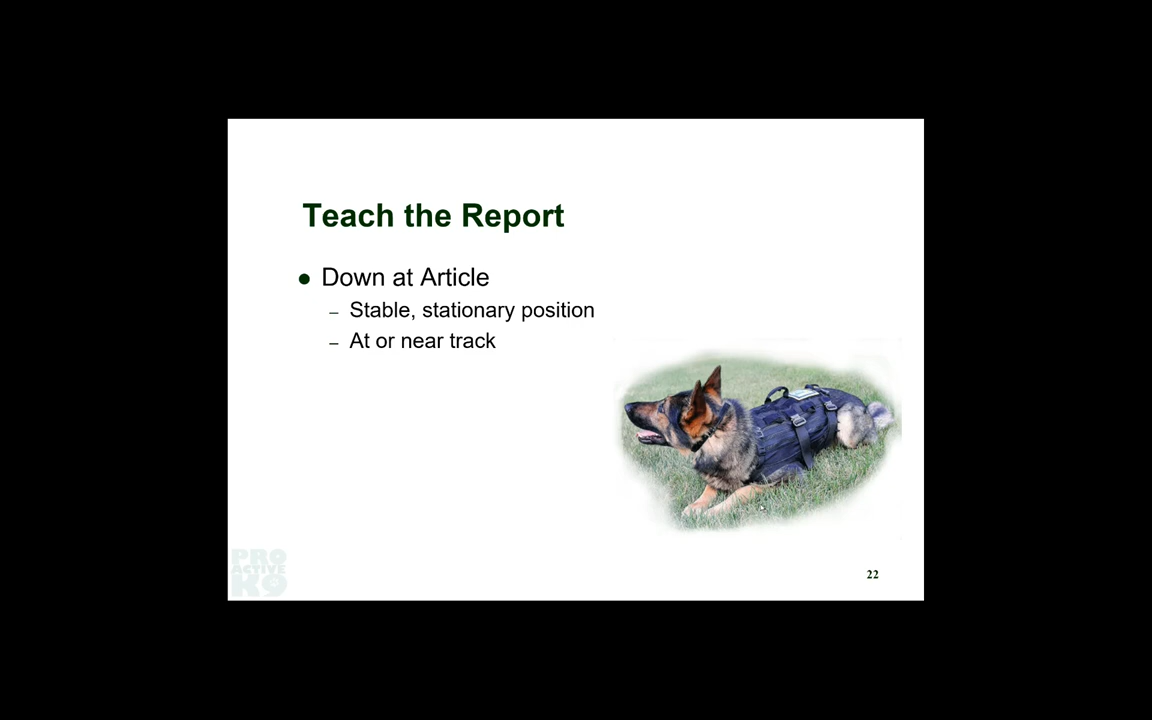 Teach the Report
● Down at Article
– Stable, stationary position
– At or near track
PRO
ACTIVE
K9
22